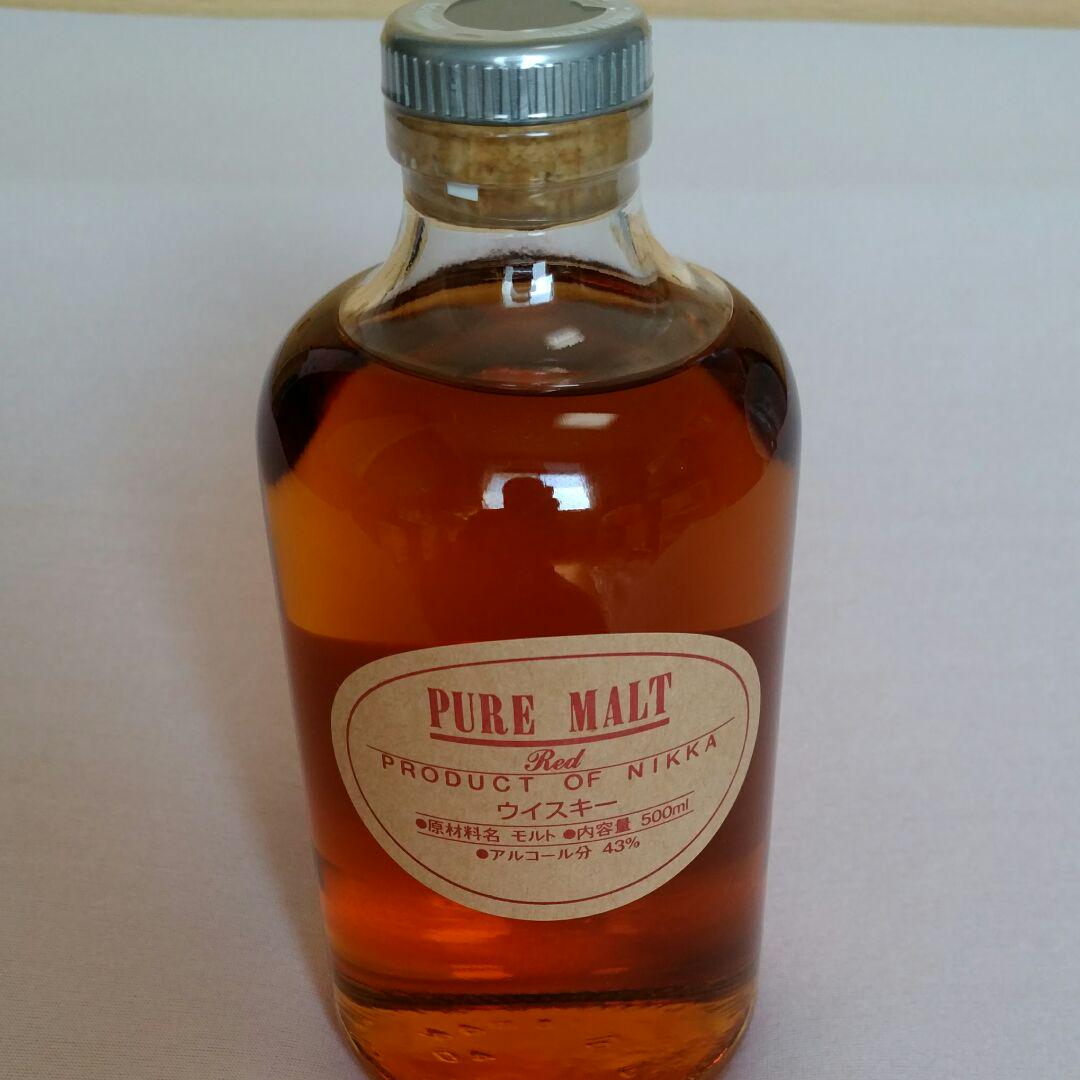 PURE MALT
Red
PRODUCT OF NIKKA
ウイスキー
●原材料名 モルト ●内容量 500ml
●アルコール分 43%